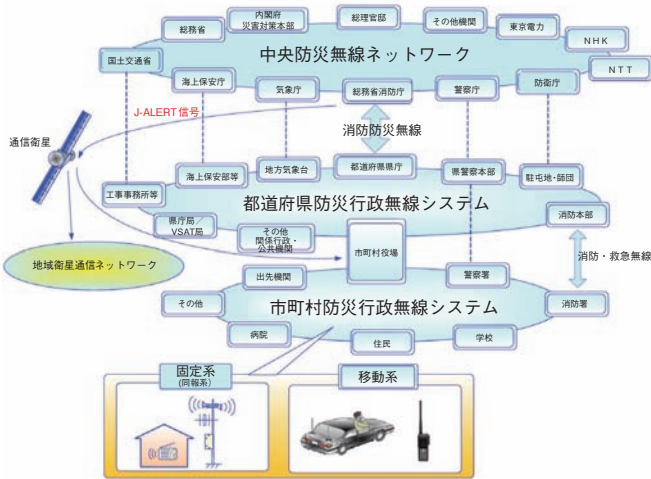 総務省
内閣府
災害対策本部
総理官邸
その他機関
東京電力
NHK
NTT
国土交通省
中央防災無線ネットワーク
海上保安庁
気象庁
総務省消防庁
警察庁
防衛庁
J-ALERT信号
消防防災無線
通信衛星
工事事務所等
海上保安部等
地方気象台
都道府県県庁
県警察本部
駐屯地・師団
都道府県防災行政無線システム
消防本部
県庁局／
VSAT局
その他
関係行政・
公共機関
市町村役場
消防・救急無線
地域衛星通信ネットワーク
出先機関
警察署
その他
市町村防災行政無線システム
消防署
病院
住民
学校
固定系
(同報系)
移動系